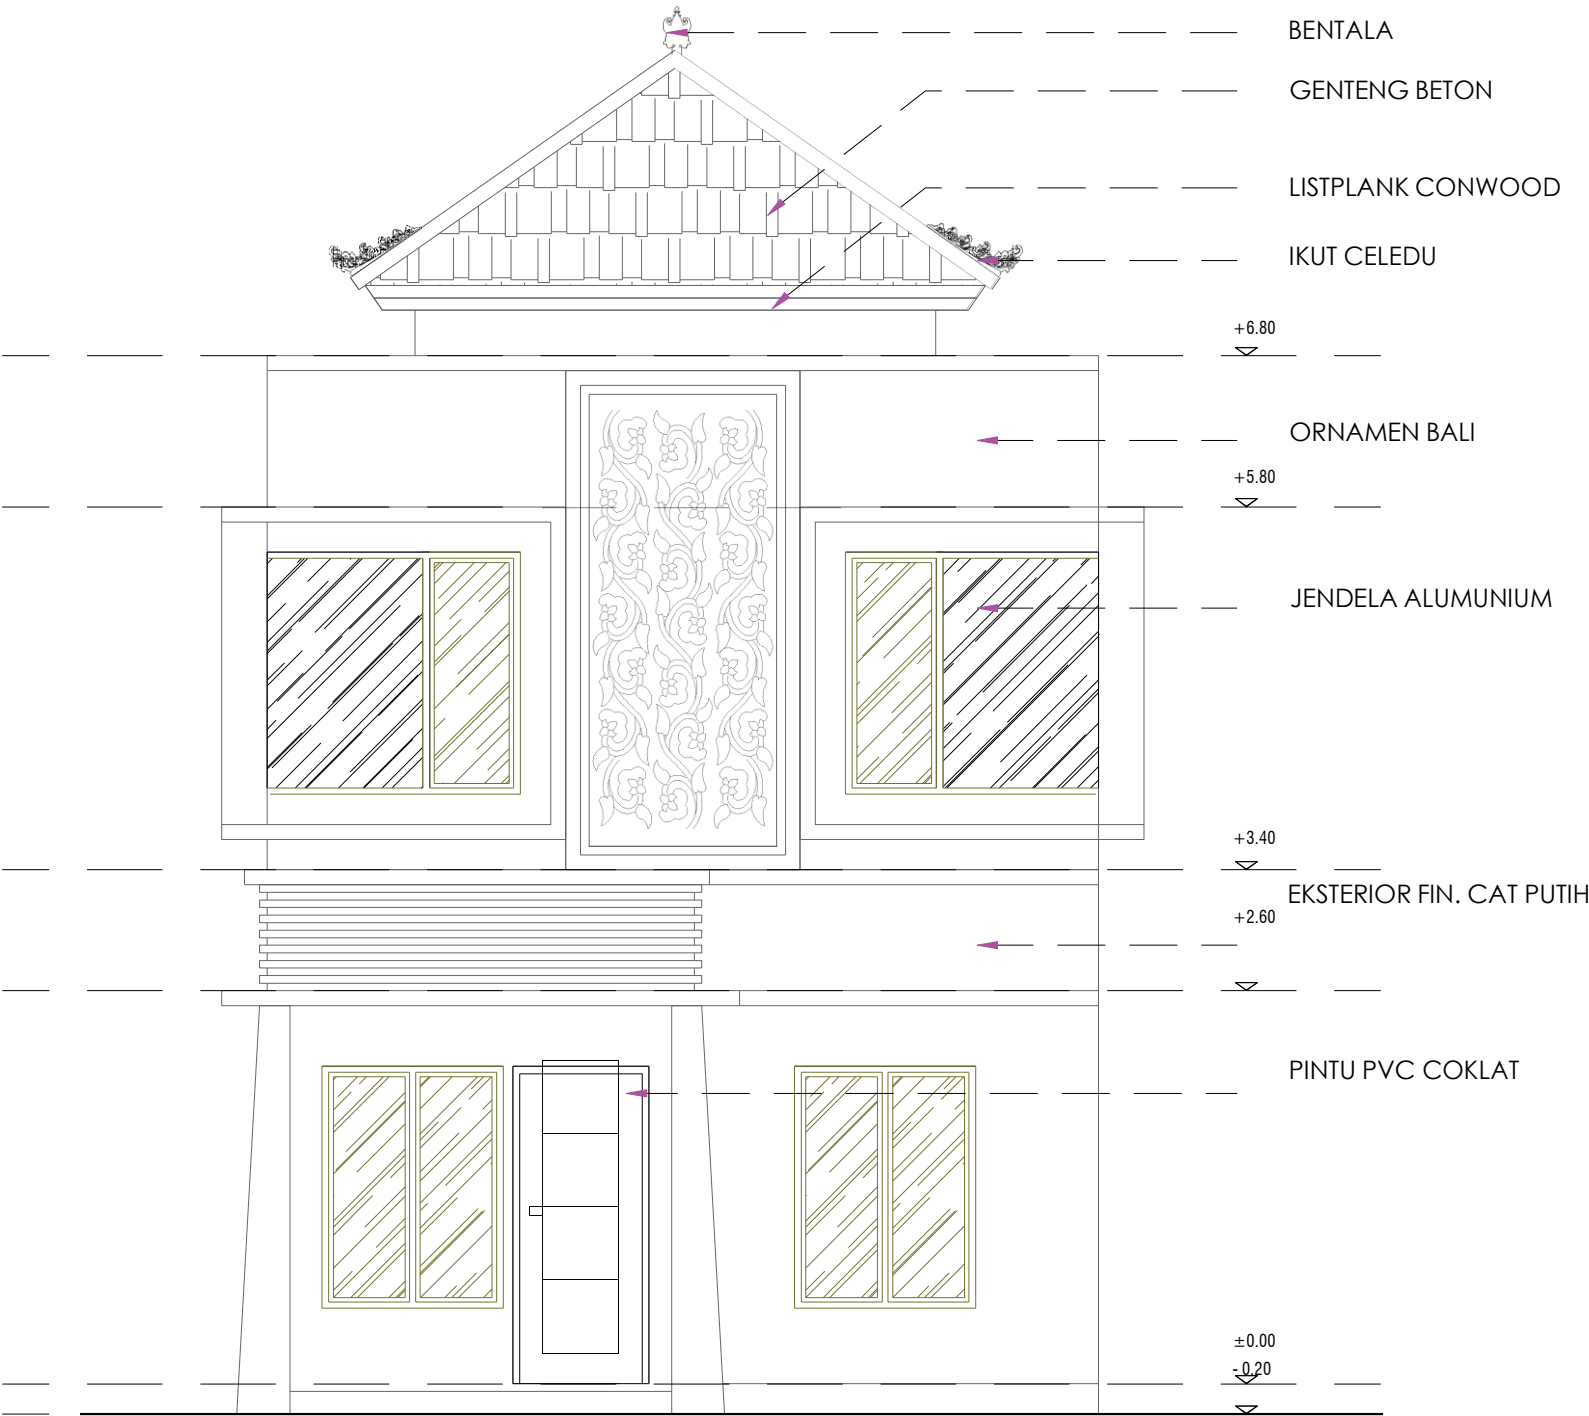 BENTALA
GENTENG BETON
LISTPLANK CONWOOD
IKUT CELEDU
+6.80
ORNAMEN BALI
+5.80
JENDELA ALUMUNIUM
+3.40
EKSTERIOR FIN. CAT PUTIH
+2.60
PINTU PVC COKLAT
±0.00
-0.20